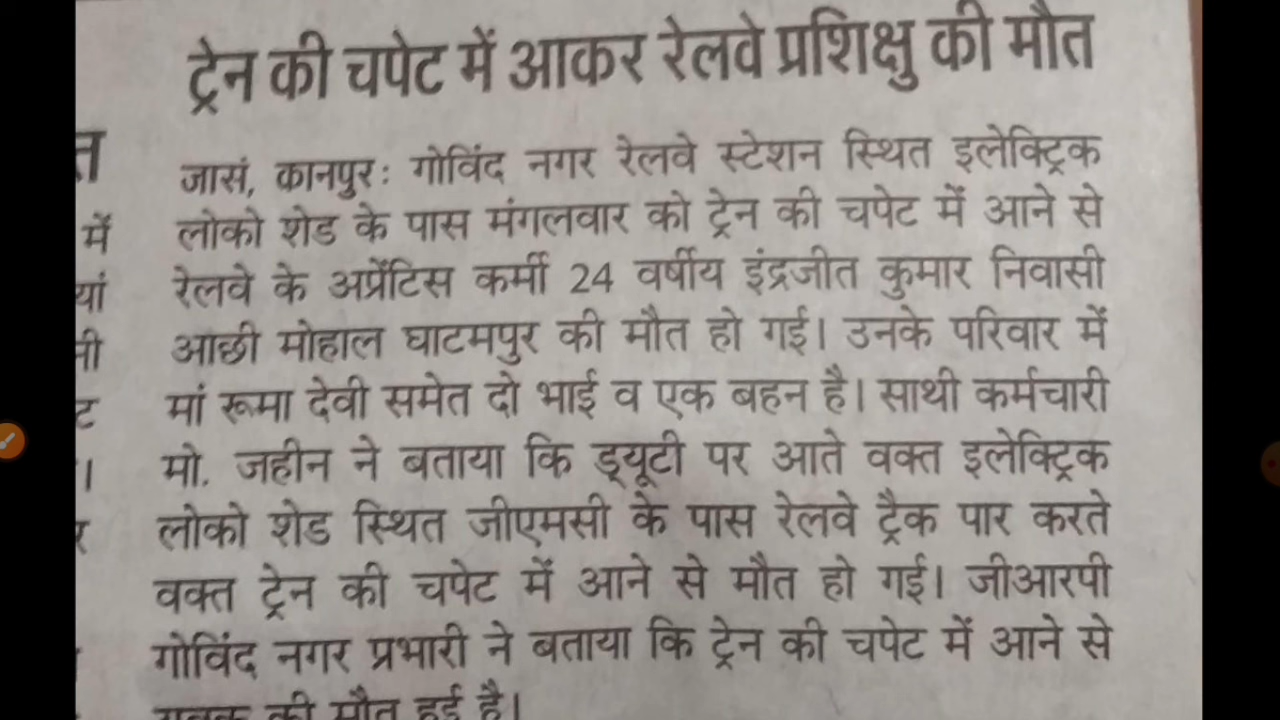 ट्रेन की चपेट में आकर रेलवे प्रशिक्षु की मौत
जासं, कानपुर: गोविंद नगर रेलवे स्टेशन स्थित इलेक्ट्रिक
लोको शेड के पास मंगलवार को ट्रेन की चपेट में आने से
रेलवे के अप्रेंटिस कर्मी 24 वर्षीय इंद्रजीत कुमार निवासी
आछी मोहाल घाटमपुर की मौत हो गई। उनके परिवार में
मां रूमा देवी समेत दो भाई व एक बहन है। साथी कर्मचारी
मो. जहीन ने बताया कि ड्यूटी पर आते वक्त इलेक्ट्रिक
लोको शेड स्थित जीएमसी के पास रेलवे ट्रैक पार करते
वक्त ट्रेन की चपेट में आने से मौत हो गई। जीआरपी
गोविंद नगर प्रभारी ने बताया कि ट्रेन की चपेट में आने से
युवक की मौत हुई है।
में
यां